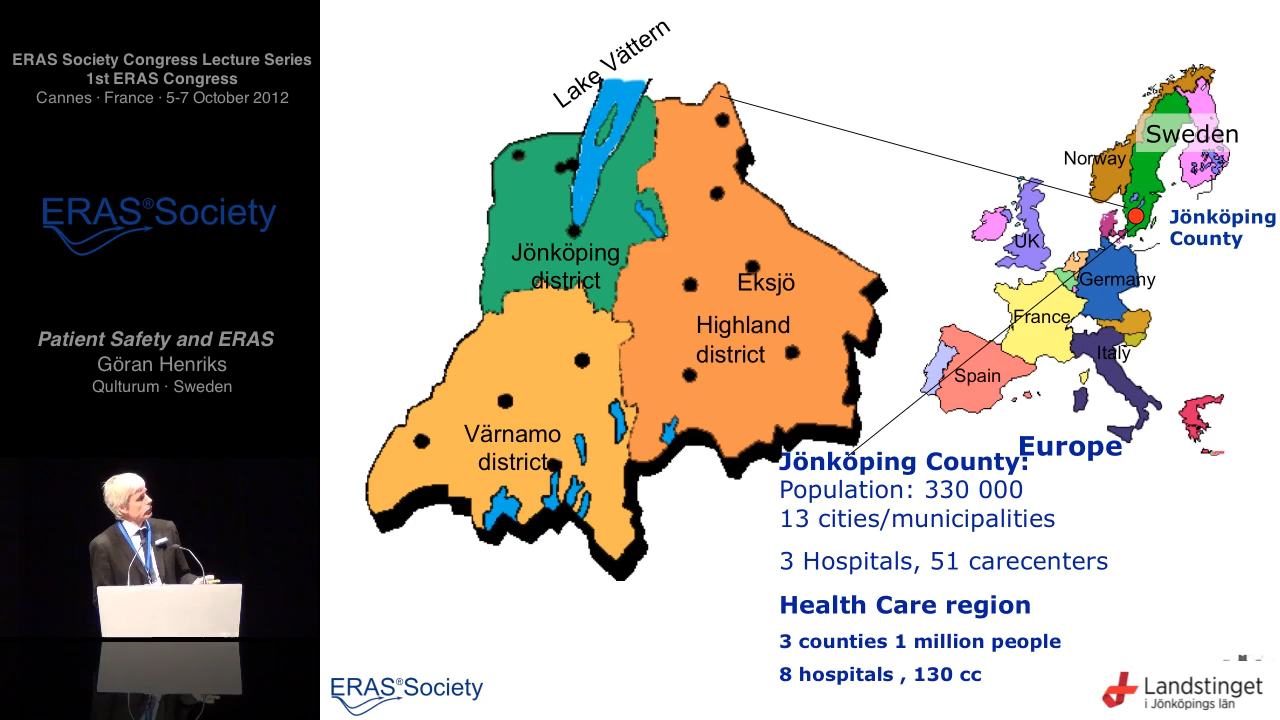 ERAS Society Congress Lecture Series
1st ERAS Congress
Cannes · France · 5-7 October 2012
ERAS®Society
Patient Safety and ERAS
Göran Henriks
Qulturum · Sweden
Lake Vättern
Jönköping
district
Eksjö
Highland
district
Värnamo
district
Sweden
Norway
Jönköping
County
UK
Germany
France
Italy
Spain
Europe
Jönköping County:
Population: 330 000
13 cities/municipalities
3 Hospitals, 51 carecenters
Health Care region
3 counties 1 million people
8 hospitals , 130 cc
ERAS®Society
Landstinget
i Jönköpings län